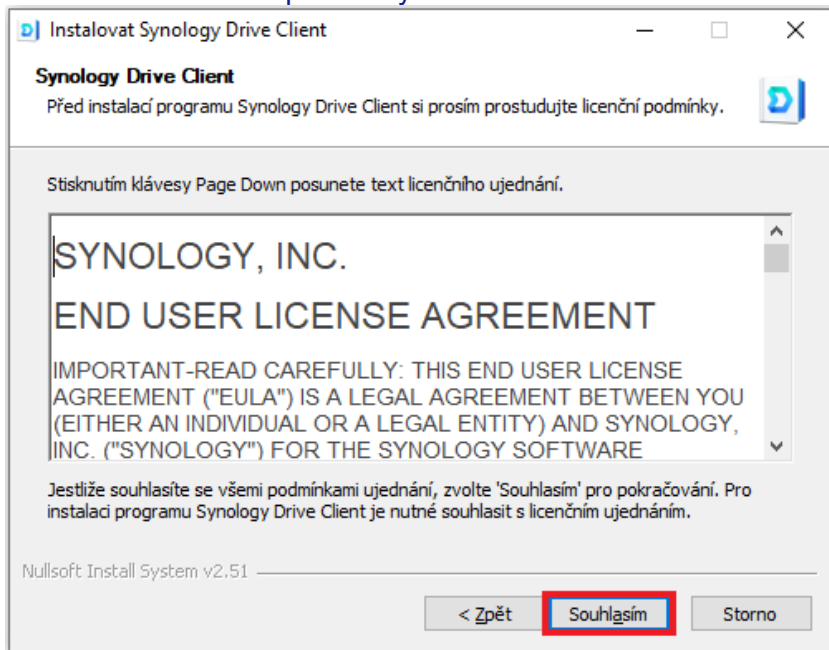 Instalovat Synology Drive Client
Synology Drive Client
Před instalací programu Synology Drive Client si prosím prostudujte licenční podmínky.
Stisknutím klávesy Page Down posunete text licenčního ujednání.
SYNOLOGY, INC.
END USER LICENSE AGREEMENT
IMPORTANT-READ CAREFULLY: THIS END USER LICENSE
AGREEMENT ("EULA") IS A LEGAL AGREEMENT BETWEEN YOU
(EITHER AN INDIVIDUAL OR A LEGAL ENTITY) AND SYNOLOGY,
INC. ("SYNOLOGY") FOR THE SYNOLOGY SOFTWARE
Jestliže souhlasíte se všemi podmínkami ujednání, zvolte 'Souhlasím' pro pokračování. Pro
instalaci programu Synology Drive Client je nutné souhlasit s licenčním ujednáním.
Nullsoft Install System v2.51
< Zpět Souhlasím Storno